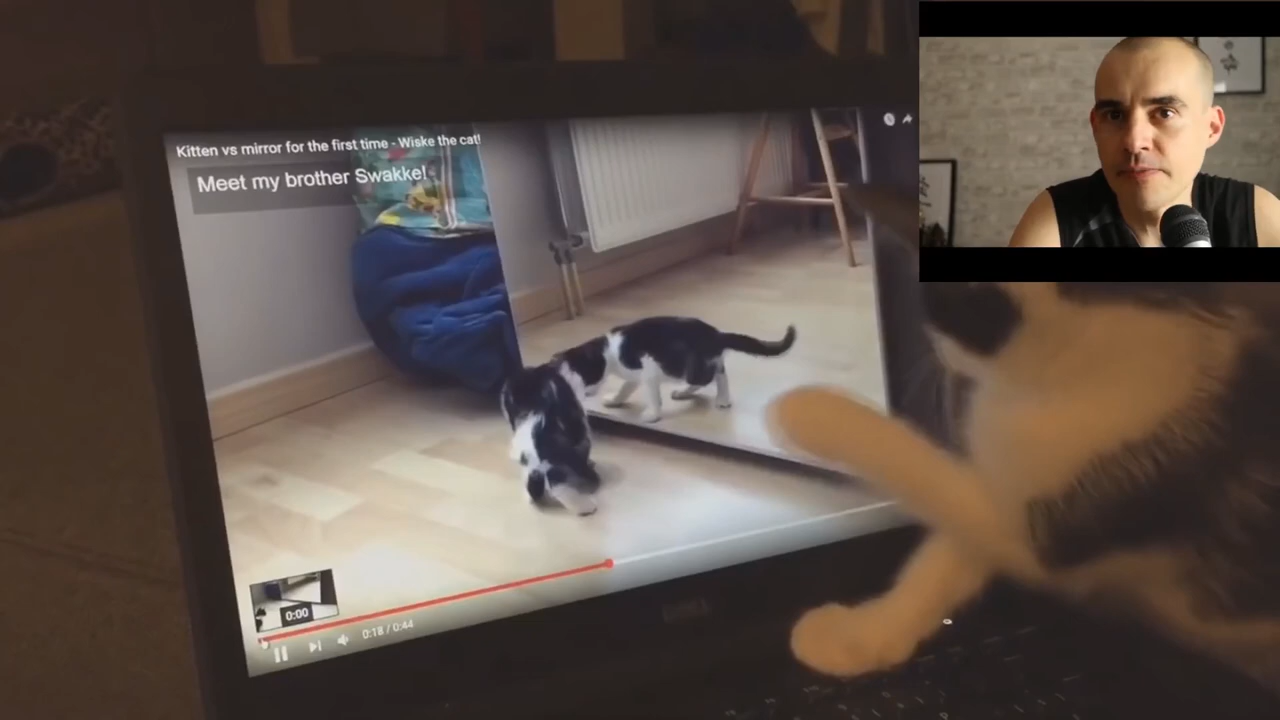 Kitten vs mirror for the first time - Wiske the cat!
Meet my brother Swakke!
0:00
0:18 / 0:44